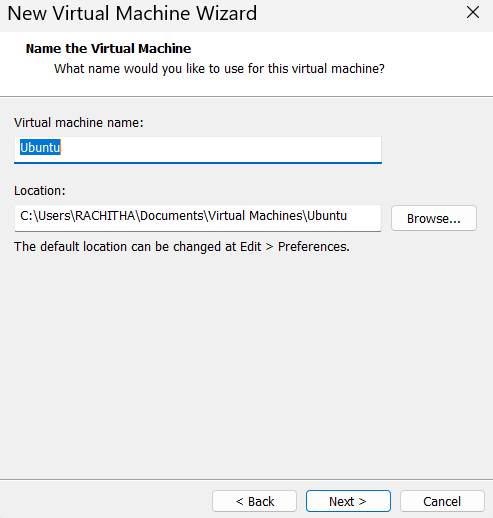 New Virtual Machine Wizard
Name the Virtual Machine
What name would you like to use for this virtual machine?
Virtual machine name:
Ubuntu
Location:
C:\Users\RACHITHA\Documents\Virtual Machines\Ubuntu
Browse...
The default location can be changed at Edit > Preferences.
< Back Next > Cancel